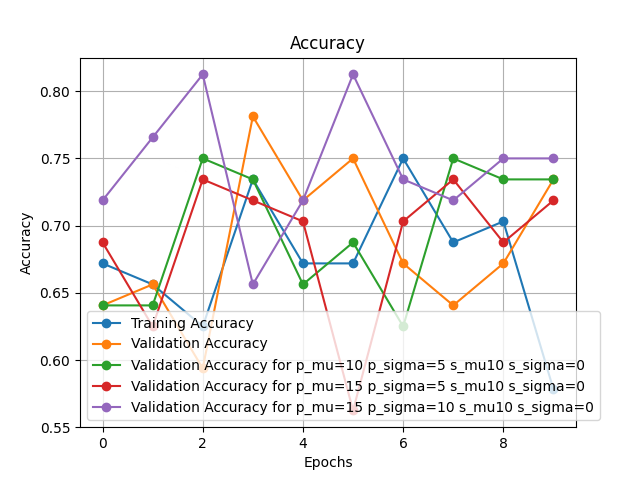 Accuracy
0.80
0.75
0.70
0.65
0.60
0.55
Accuracy
Training Accuracy
Validation Accuracy
Validation Accuracy for p_mu=10 p_sigma=5 s_mu10 s_sigma=0
Validation Accuracy for p_mu=15 p_sigma=5 s_mu10 s_sigma=0
Validation Accuracy for p_mu=15 p_sigma=10 s_mu10 s_sigma=0
0 2 4 6 8
Epochs